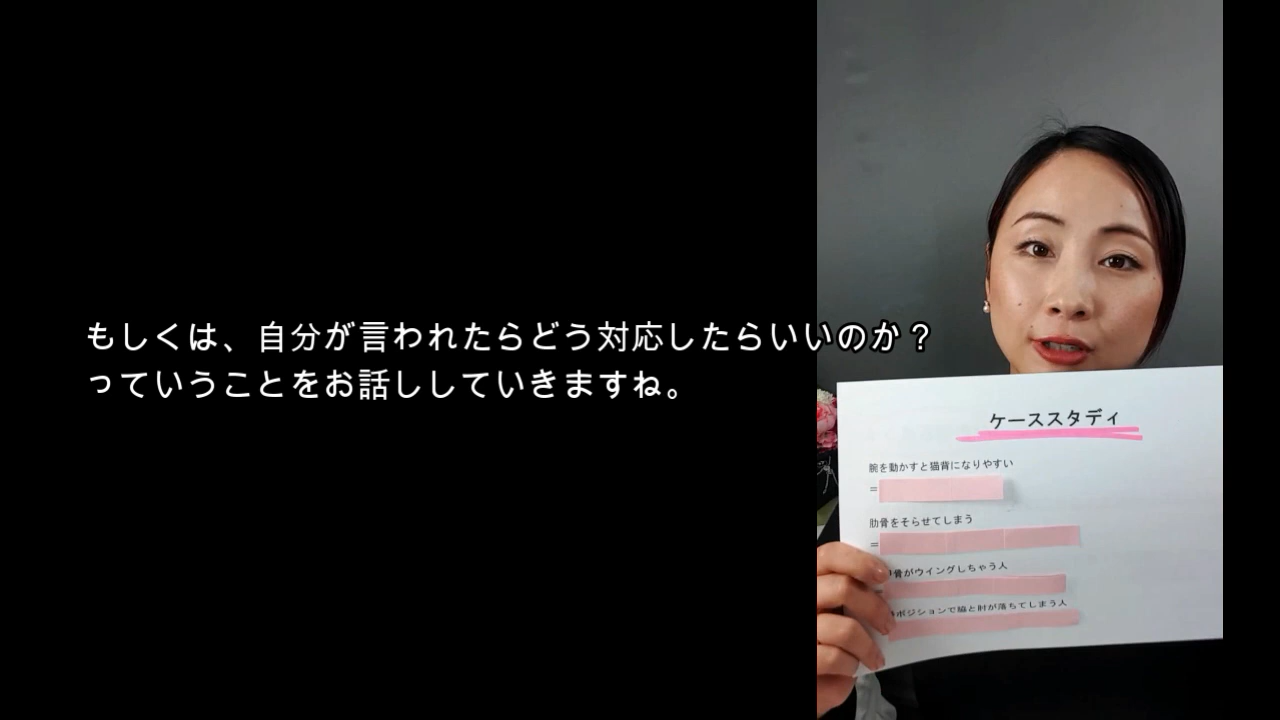 もしくは、自分が言われたらどう対応したらいいのか？
っていうことをお話ししていきますね。
ケーススタディ
腕を動かすと猫背になりやすい
=
肋骨をそらせてしまう
=
骨がウイングしちゃう人
ポジションで脇と肘が落ちてしまう人